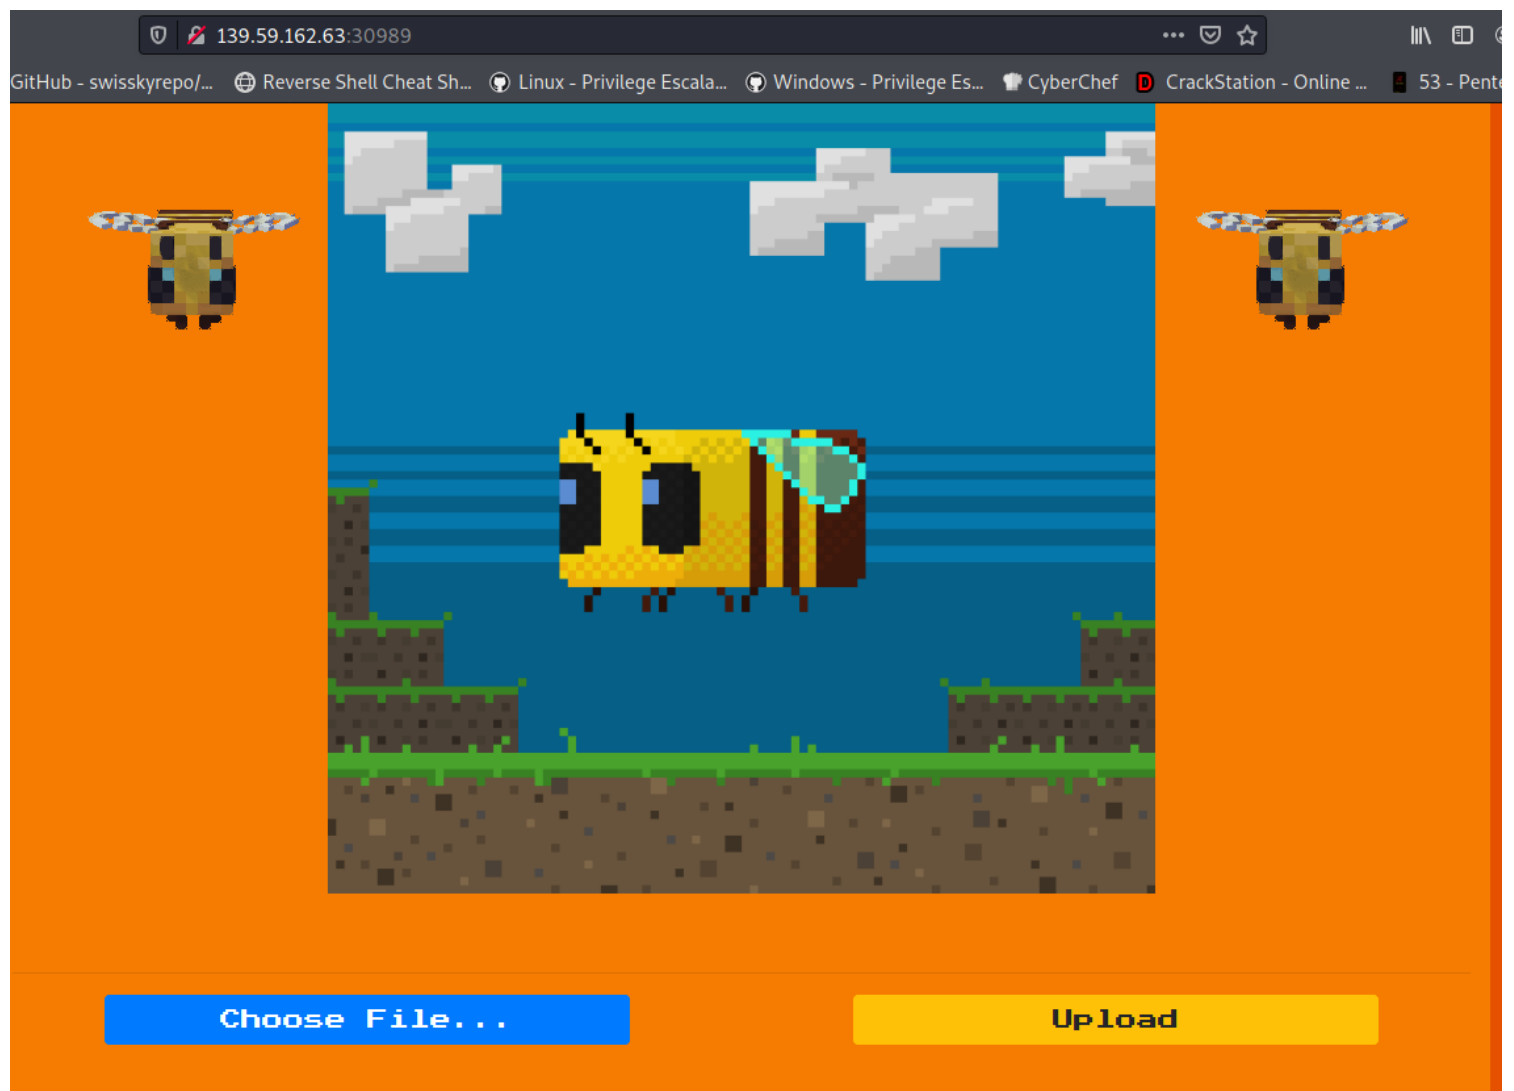 139.59.162.63:30989
GitHub - swisskyrepo/... Reverse Shell Cheat Sh... Linux - Privilege Escala... Windows - Privilege Es... CyberChef CrackStation - Online ... 53 - Pente
Choose File... Upload